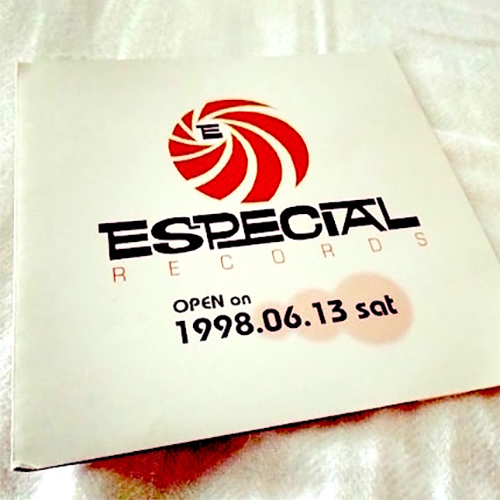 E
ESPECIAL
RECORDS
OPEN on
1998.06.13 sat